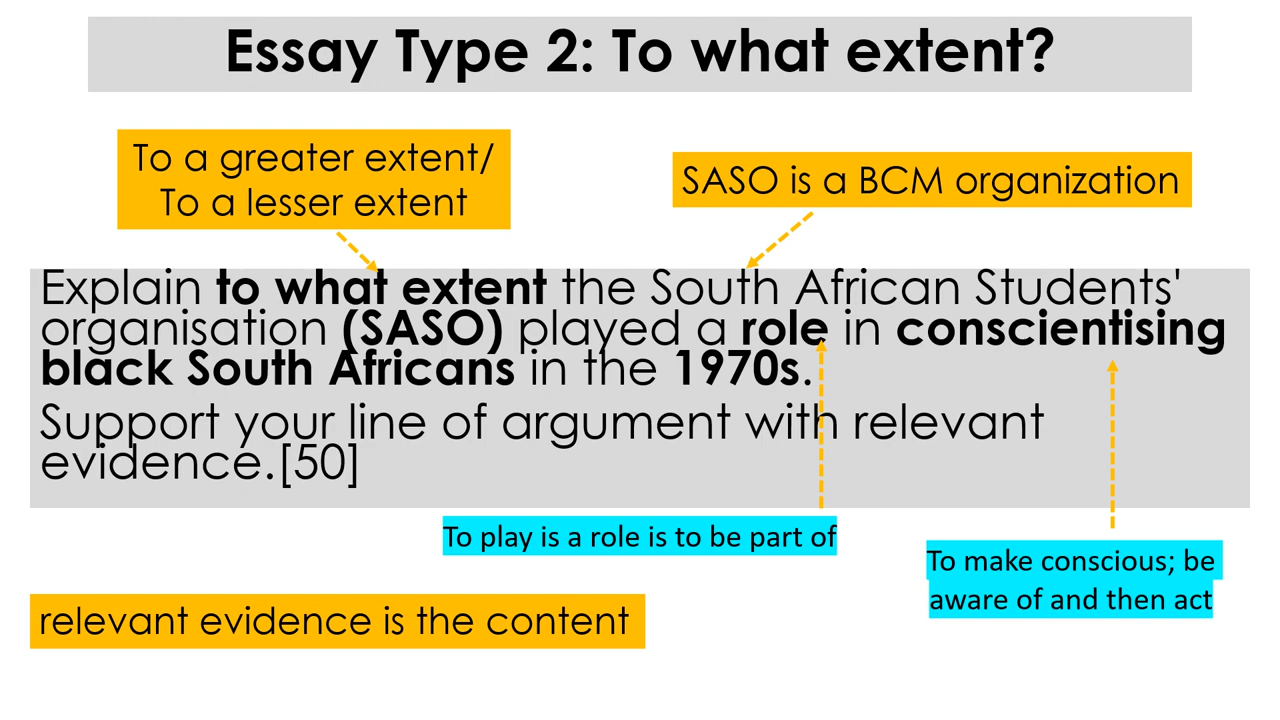 Essay Type 2: To what extent?
To a greater extent/
To a lesser extent
SASO is a BCM organization
Explain to what extent the South African Students'
organisation (SASO) played a role in conscientising
black South Africans in the 1970s.
Support your line of argument with relevant
evidence.[50]
To play is a role is to be part of
To make conscious; be
aware of and then act
relevant evidence is the content